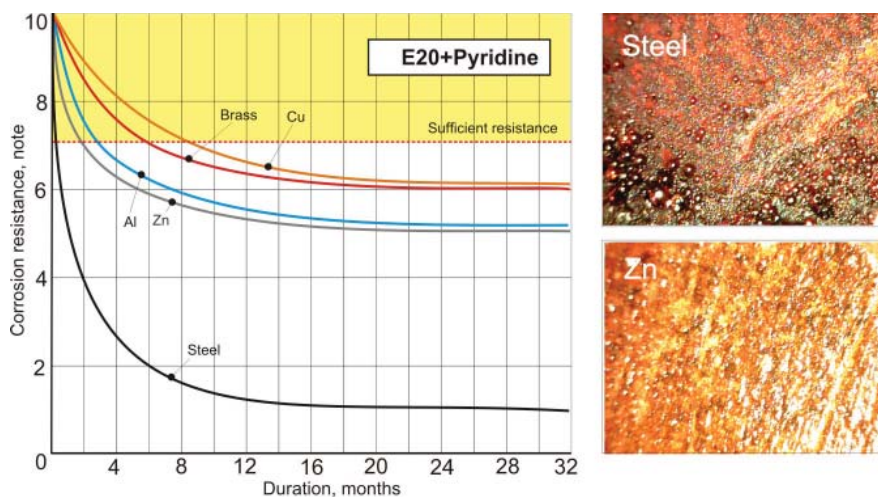 10
8
6
4
2
0
Corrosion resistance, note
E20+Pyridine
Sufficient resistance
Brass
Cu
Al
Zn
Steel
4
8
12
16
20
24
28
32
Duration, months
Steel
Zn